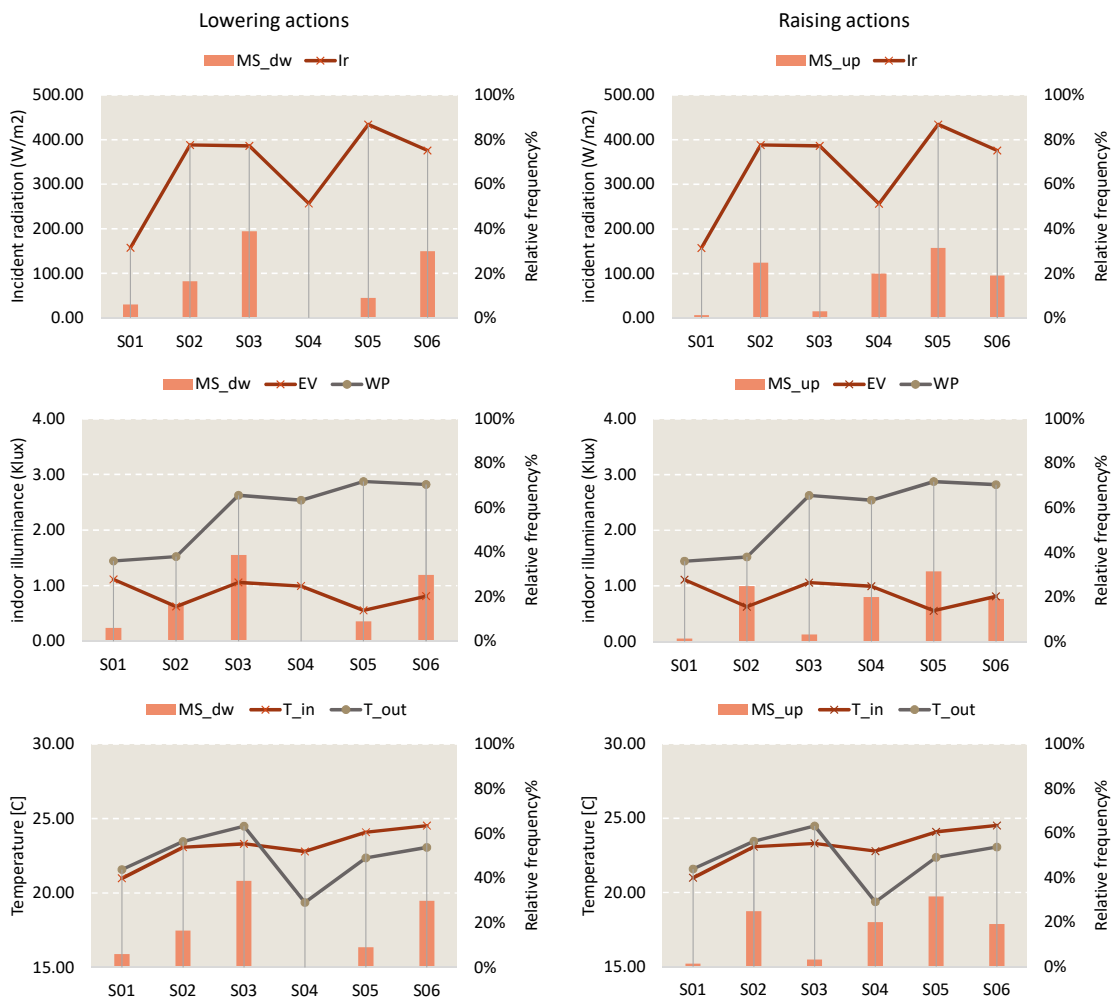 Lowering actions
MS_dw Ir
500.00
400.00
300.00
200.00
100.00
0.00
Incident radiation (W/m2)
100%
80%
60%
40%
20%
0%
Relative frequency%
S01 S02 S03 S04 S05 S06
Raising actions
MS_up Ir
500.00
400.00
300.00
200.00
100.00
0.00
incident radiation (W/m2)
100%
80%
60%
40%
20%
0%
Relative frequency%
S01 S02 S03 S04 S05 S06
MS_dw EV WP
4.00
3.00
2.00
1.00
0.00
indoor illuminance (Klux)
100%
80%
60%
40%
20%
0%
Relative frequency%
S01 S02 S03 S04 S05 S06
MS_up EV WP
4.00
3.00
2.00
1.00
0.00
indoor illuminance (Klux)
100%
80%
60%
40%
20%
0%
Relative frequency%
S01 S02 S03 S04 S05 S06
MS_dw T_in T_out
30.00
25.00
20.00
15.00
Temperature [C]
100%
80%
60%
40%
20%
0%
Relative frequency%
S01 S02 S03 S04 S05 S06
MS_up T_in T_out
30.00
25.00
20.00
15.00
Temperature [C]
100%
80%
60%
40%
20%
0%
Relative frequency%
S01 S02 S03 S04 S05 S06